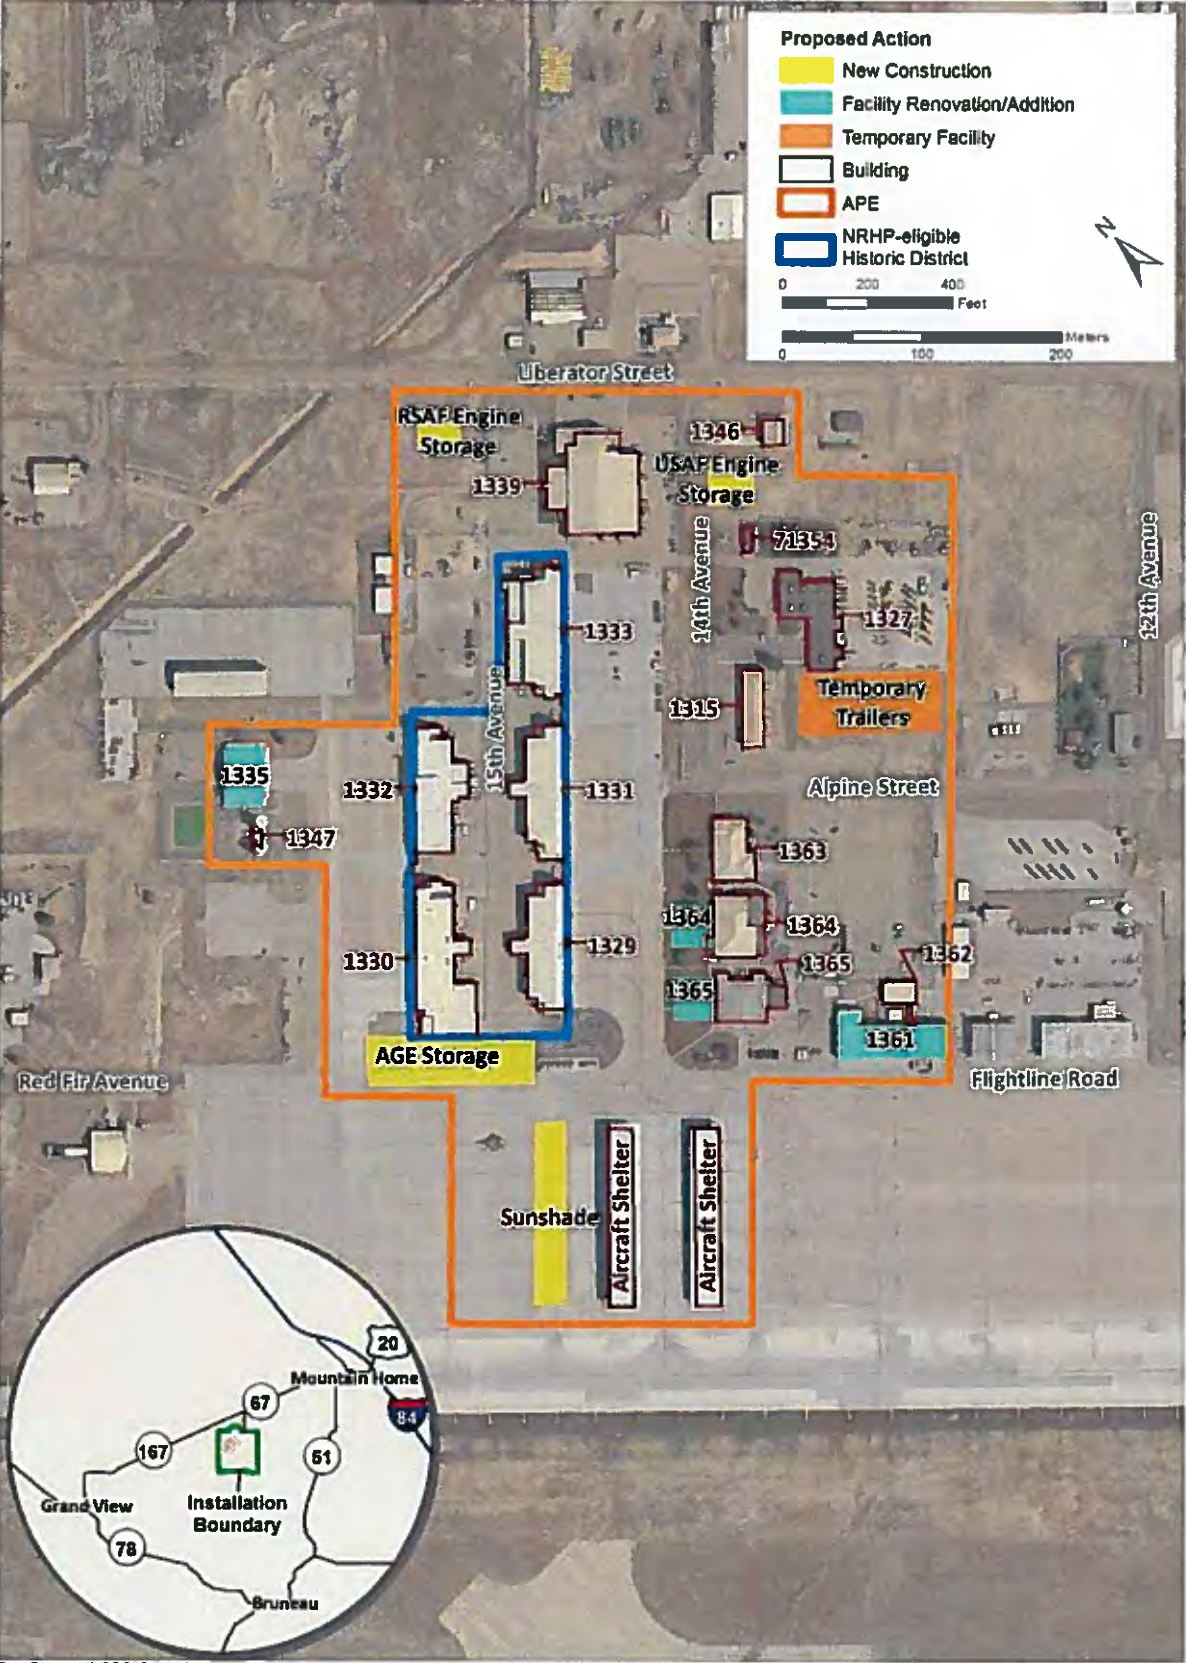 Proposed Action
New Construction
Facility Renovation/Addition
Temporary Facility
Building
APE
NRHP-eligible
Historic District
N
0 200 400
Feet
Meters
0 100 200
Liberator Street
RSAF Engine
Storage
1346
USAF Engine
Storage
1339
14th Avenue
71354
12th Avenue
1333
1327
15th Avenue
1315
Temporary
Trailers
1335
1332
1331
Alpine Street
1347
1363
1364
1364
1330
1329
1365
1365
1362
1361
AGE Storage
Red Fir Avenue
Flightline Road
Sunshade
Aircraft Shelter
Aircraft Shelter
20
Mountain Home
67
84
167
51
Grand View
Installation
Boundary
78
Bruneau